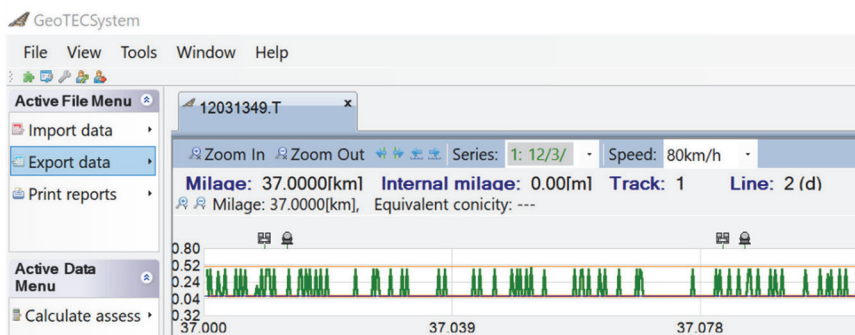 GeoTECSystem
File View Tools Window Help
Active File Menu
12031349.T x
Import data
Zoom In Zoom Out Series: 1: 12/3/ Speed: 80km/h
Export data
Milage: 37.0000[km] Internal milage: 0.00[m] Track: 1 Line: 2 (d)
Print reports
Milage: 37.0000[km], Equivalent conicity: ---
0.80
0.52
0.24
0.04
0.32
37.000 37.039 37.078
Active Data
Menu
Calculate assess